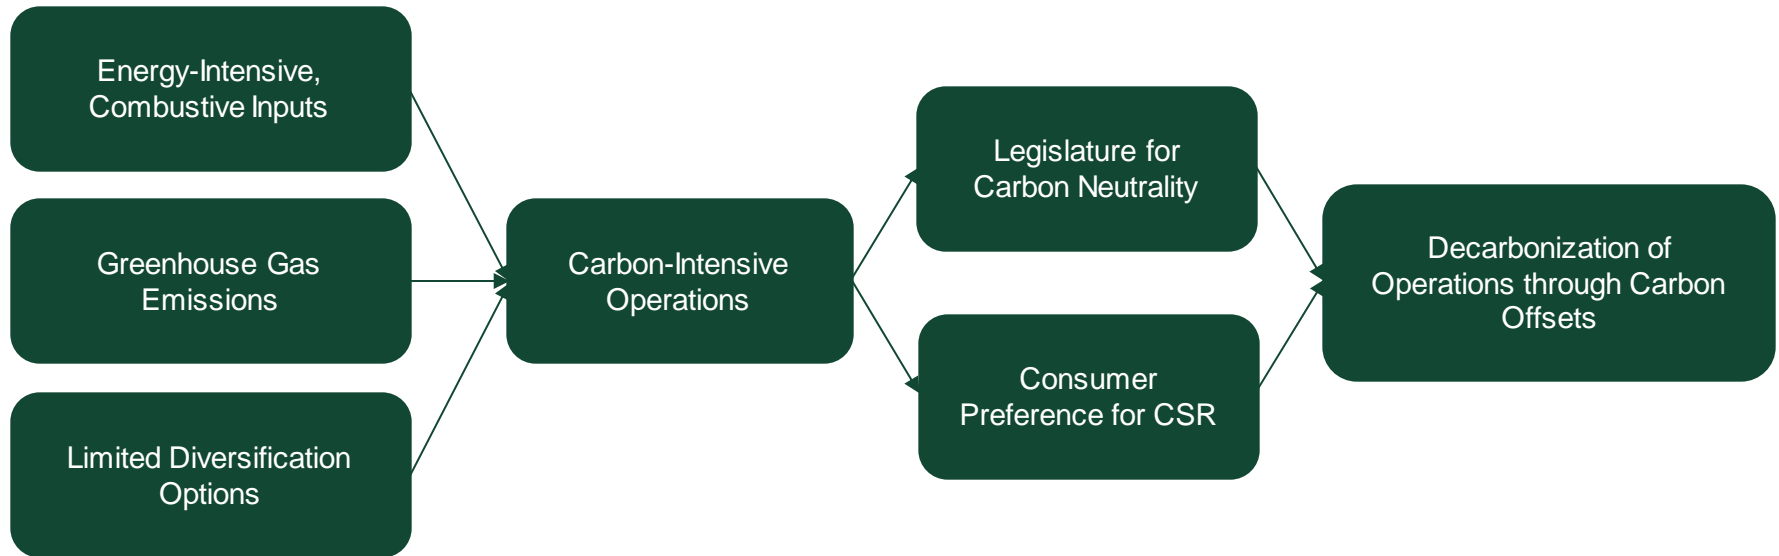 Energy-Intensive,
Combustive Inputs
Greenhouse Gas
Emissions
Limited Diversification
Options
Carbon-Intensive
Operations
Legislature for
Carbon Neutrality
Consumer
Preference for CSR
Decarbonization of
Operations through Carbon
Offsets